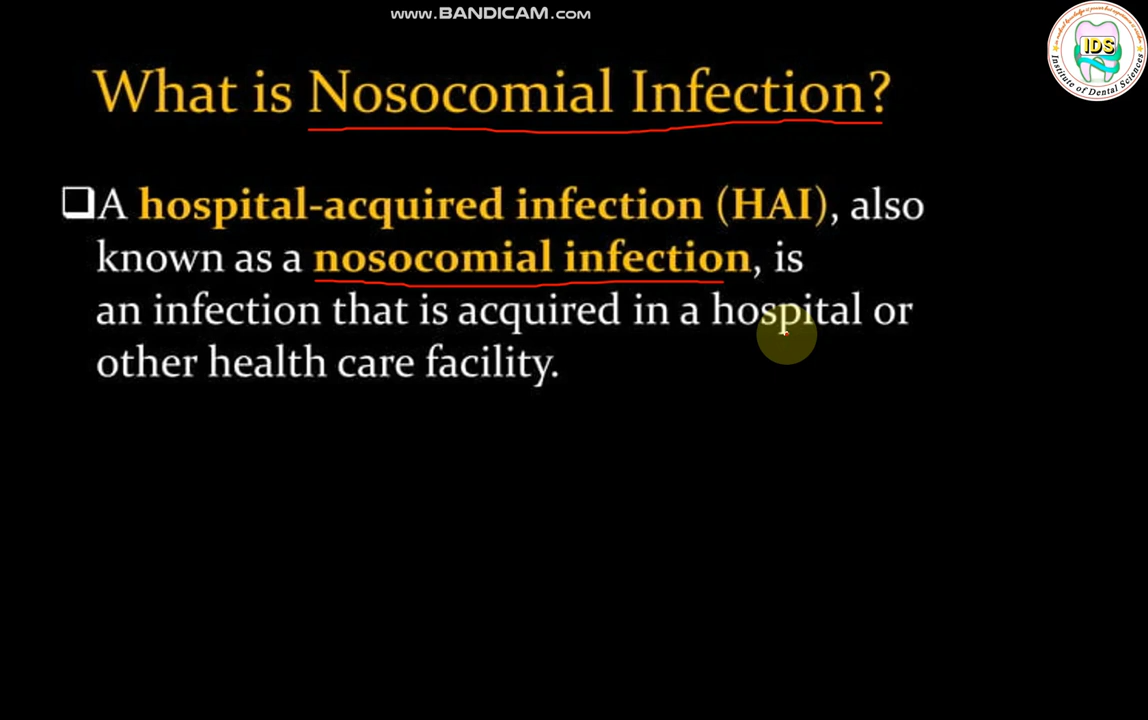 www.BANDICAM.com
IDS
Institute of Dental Sciences
What is Nosocomial Infection?
❑A hospital-acquired infection (HAI), also
known as a nosocomial infection, is
an infection that is acquired in a hospital or
other health care facility.